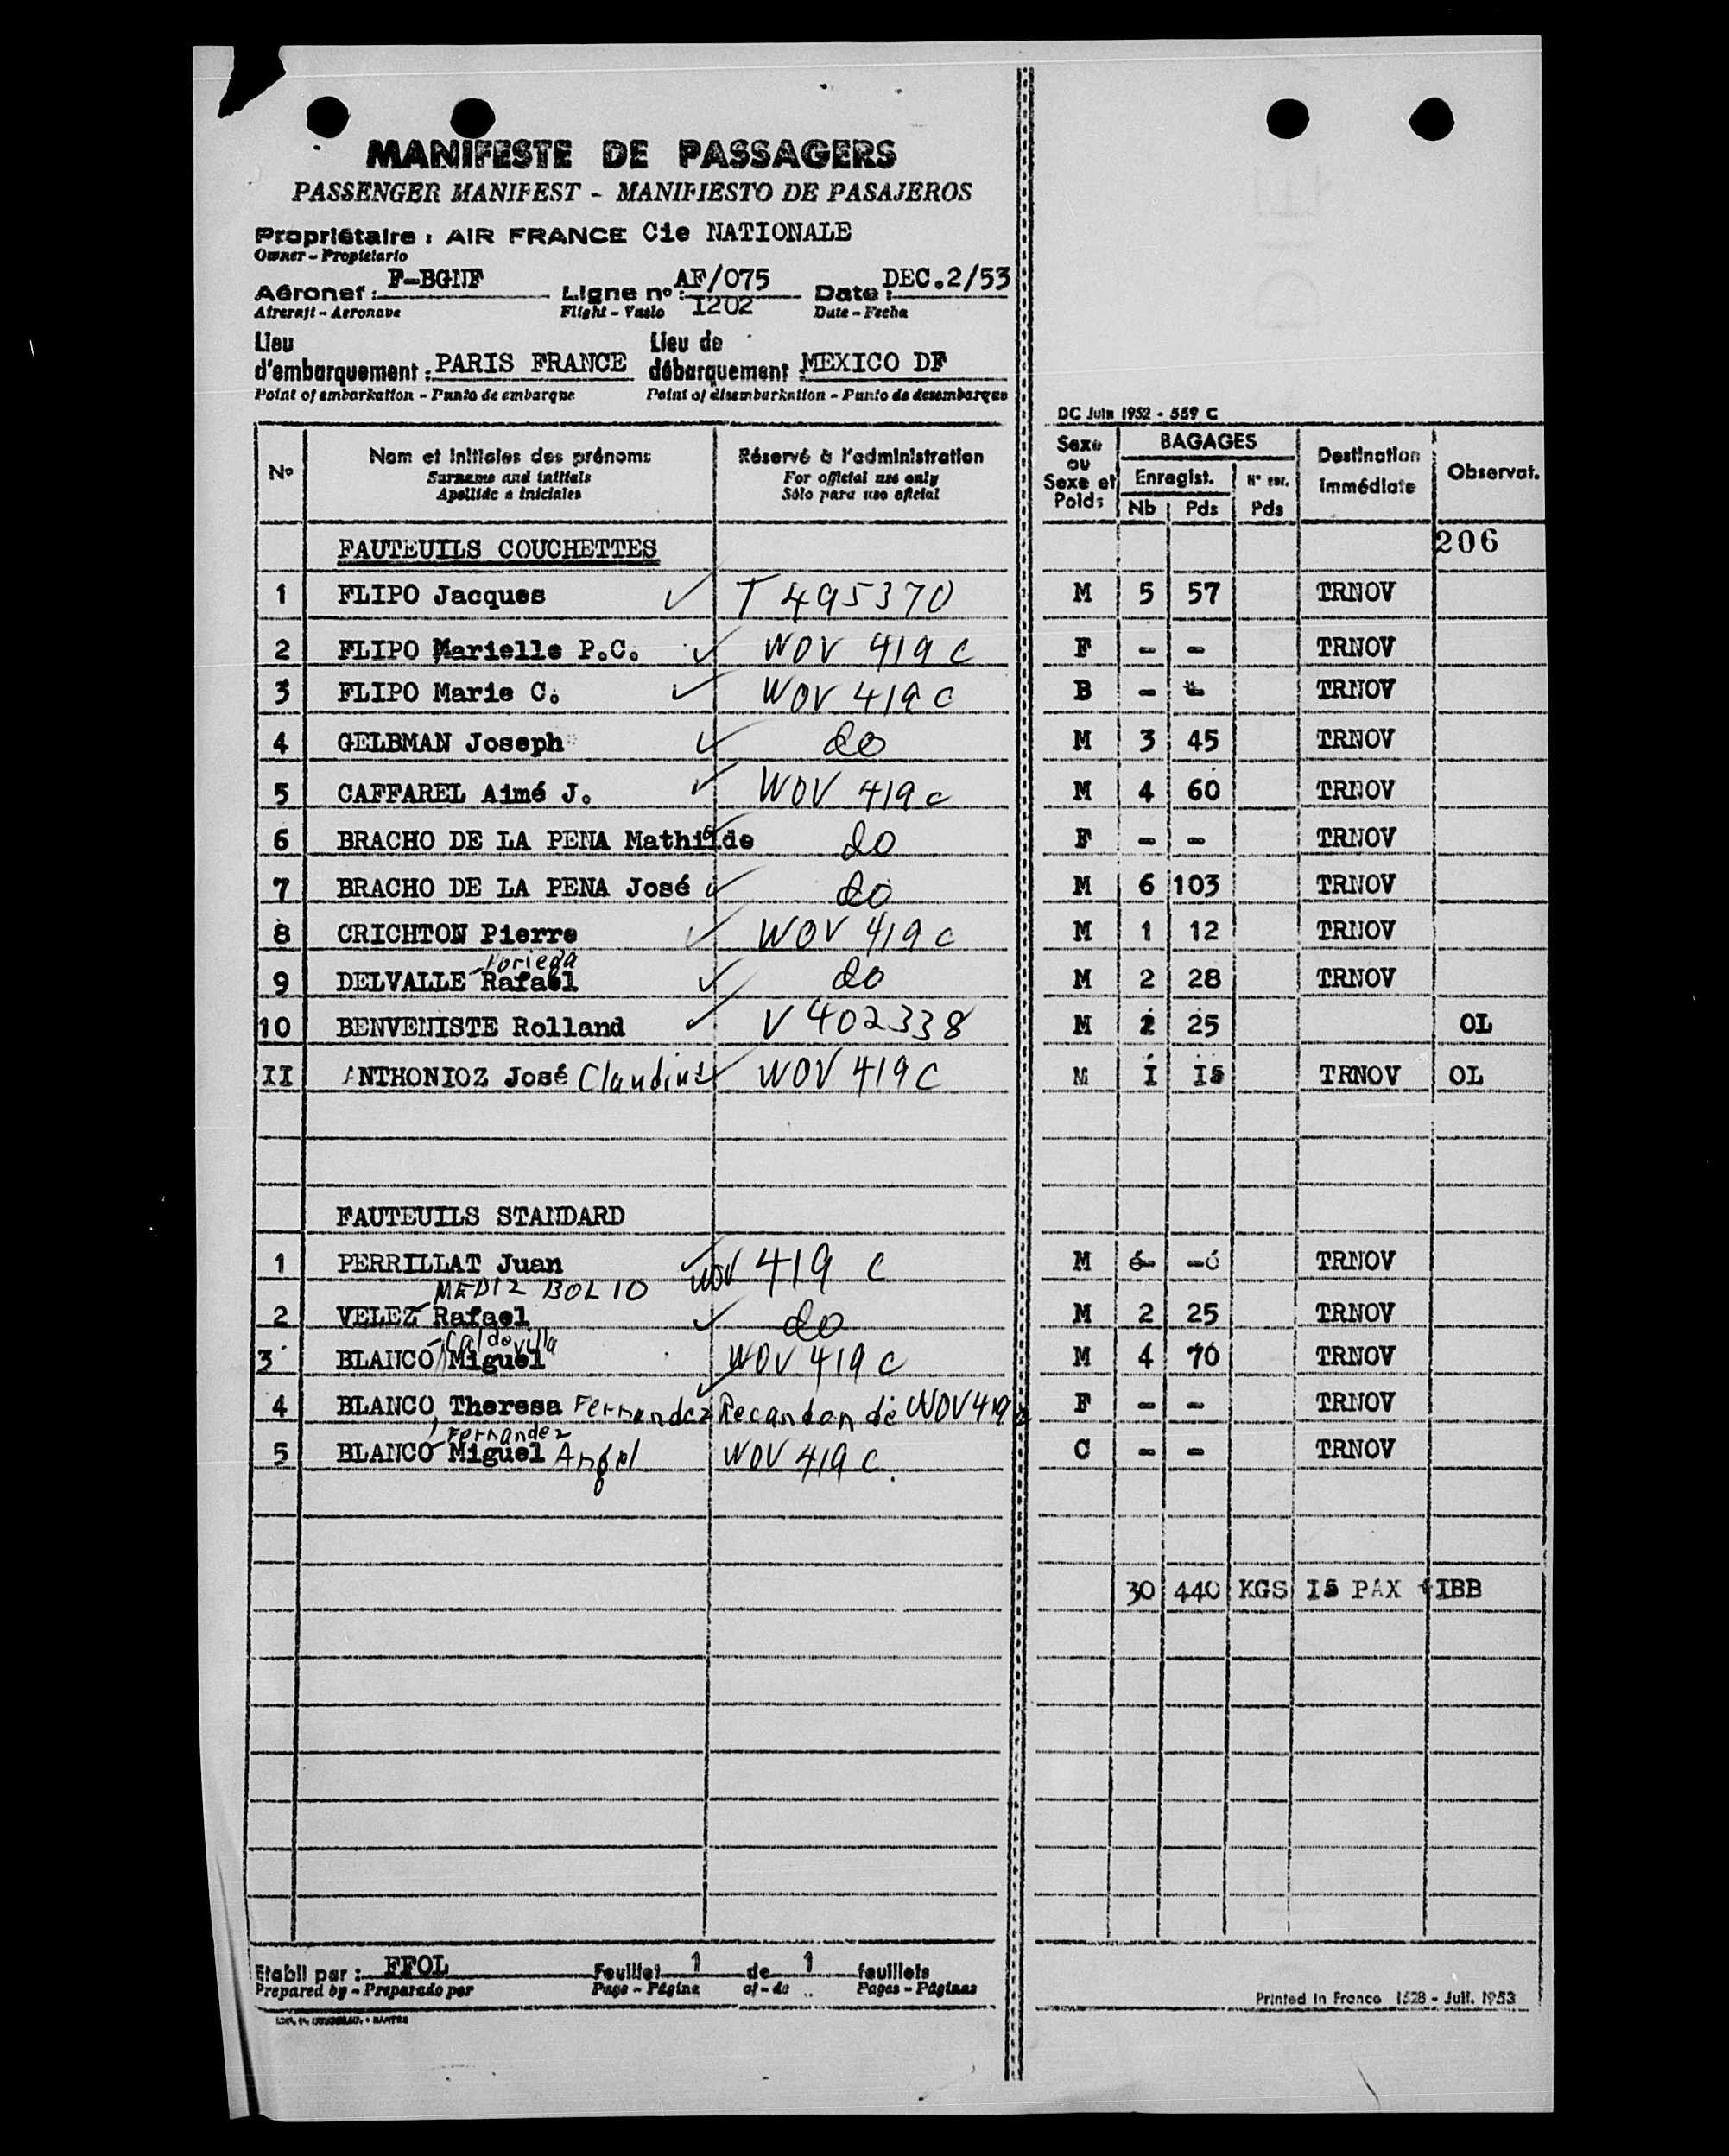 MANIFESTE DE PASSAGERS
PASSENGER MANIFEST - MANIFIESTO DE PASAJEROS
Propriétaire : AIR FRANCE Cie NATIONALE
Owner - Propietario
Aéronef : F-BGNF Ligne no : AF/075 Date : DEC.2/53
Aircraft - Aeronave Flight - Vuelo I202 Date - Fecha
Lieu Lieu de
d'embarquement : PARIS FRANCE débarquement : MEXICO DF
Point of embarkation - Punto de embarque Point of disembarkation - Punto de desembarque
DC Juin 1952 - 559 C
No Nom et initiales des prénoms Réservé à l'administration Sexe ou Sexe et Poids BAGAGES Destination immédiate Observat.
Surname and initials For official use only Enregist.
Apellido e iniciales Sólo para uso oficial Nb Pds Pds
FAUTEUILS COUCHETTES 206
1 FLIPO Jacques T 495370 M 5 57 TRNOV
2 FLIPO Marielle P.C. WOV 419 C F - - TRNOV
3 FLIPO Marie C. WOV 419 C B - - TRNOV
4 GELBMAN Joseph do M 3 45 TRNOV
5 CAFFAREL Aimé J. WOV 419 c M 4 60 TRNOV
6 BRACHO DE LA PENA Mathilde do F - - TRNOV
7 BRACHO DE LA PENA José do M 6 103 TRNOV
8 CRICHTON Pierre WOV 419 C M 1 12 TRNOV
9 DELVALLE - Noriega Rafael do M 2 28 TRNOV
10 BENVENISTE Rolland V 402338 M 2 25 OL
II ANTHONIOZ José WOV 419 C M I I5 TRNOV OL
FAUTEUILS STANDARD
1 PERRILLAT Juan WOV 419 C M TRNOV
MEDIZ BOLIO
2 VELEZ - Rafael do M 2 25 TRNOV
- Caldevilla
3 BLANCO Miguel WOV 419 C M 4 70 TRNOV
4 BLANCO, Theresa Fernandez de WOV 419 F - - TRNOV
Fernandez
5 BLANCO - Miguel Angel WOV 419 C. C - - TRNOV
30 440 KGS I5 PAX + IBB
Etabli par : FFOL Feuillet 1 de 1 feuillets
Prepared by - Preparado por Page - Página of - de Pages - Páginas
Printed in France 1528 - Juil. 1953